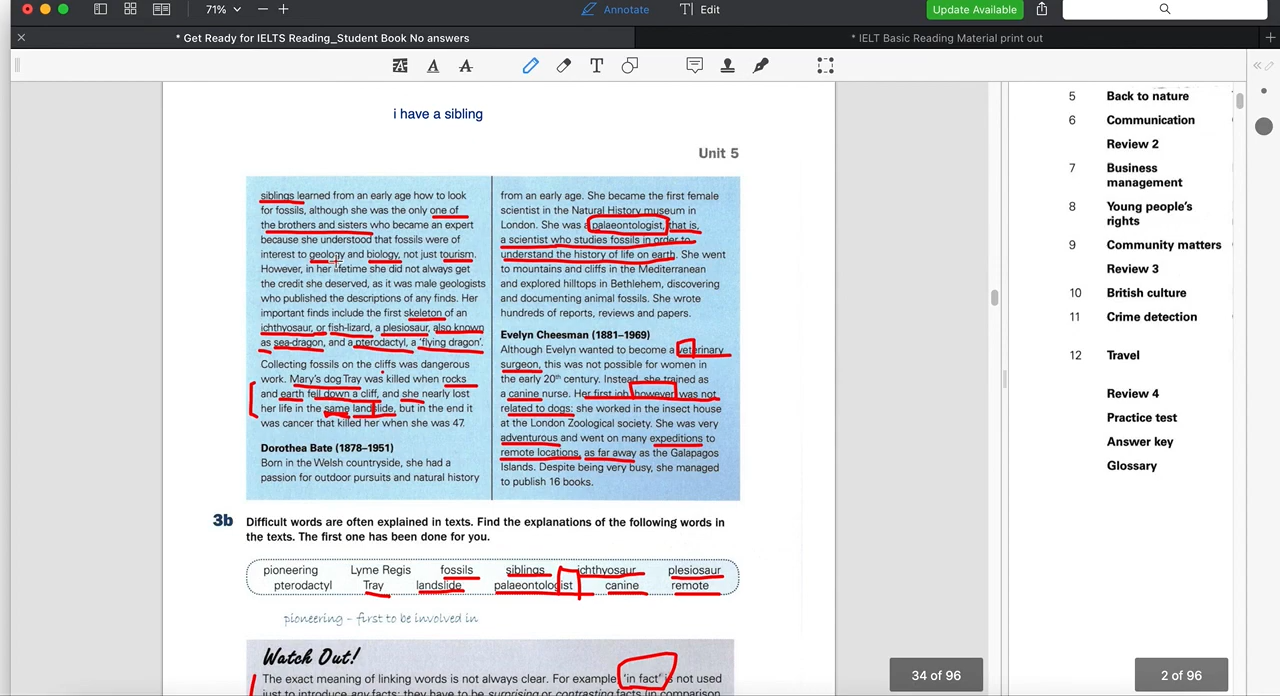 71%
Annotate
Edit
Update Available
* Get Ready for IELTS Reading_Student Book No answers
* IELT Basic Reading Material print out
i have a sibling
Unit 5
siblings learned from an early age how to look
for fossils, although she was the only one of
the brothers and sisters who became an expert
because she understood that fossils were of
interest to geology and biology, not just tourism.
However, in her lifetime she did not always get
the credit she deserved, as it was male geologists
who published the descriptions of any finds. Her
important finds include the first skeleton of an
ichthyosaur, or fish-lizard, a plesiosaur, also known
as sea-dragon, and a pterodactyl, a 'flying dragon'.
Collecting fossils on the cliffs was dangerous
work. Mary's dog Tray was killed when rocks
and earth fell down a cliff, and she nearly lost
her life in the same landslide, but in the end it
was cancer that killed her when she was 47.
Dorothea Bate (1878–1951)
Born in the Welsh countryside, she had a
passion for outdoor pursuits and natural history
from an early age. She became the first female
scientist in the Natural History museum in
London. She was a palaeontologist, that is,
a scientist who studies fossils in order to
understand the history of life on earth. She went
to mountains and cliffs in the Mediterranean
and explored hilltops in Bethlehem, discovering
and documenting animal fossils. She wrote
hundreds of reports, reviews and papers.
Evelyn Cheesman (1881–1969)
Although Evelyn wanted to become a veterinary
surgeon, this was not possible for women in
the early 20th century. Instead, she trained as
a canine nurse. Her first job however was not
related to dogs: she worked in the insect house
at the London Zoological society. She was very
adventurous and went on many expeditions to
remote locations, as far away as the Galapagos
Islands. Despite being very busy, she managed
to publish 16 books.
3b Difficult words are often explained in texts. Find the explanations of the following words in
the texts. The first one has been done for you.
pioneering Lyme Regis fossils siblings ichthyosaur plesiosaur
pterodactyl Tray landslide palaeontologist canine remote
pioneering – first to be involved in
Watch Out!
The exact meaning of linking words is not always clear. For example, 'in fact' is not used
just to introduce any facts; they have to be surprising or contrasting facts (in comparison
34 of 96
5 Back to nature
6 Communication
Review 2
7 Business
management
8 Young people's
rights
9 Community matters
Review 3
10 British culture
11 Crime detection
12 Travel
Review 4
Practice test
Answer key
Glossary
2 of 96